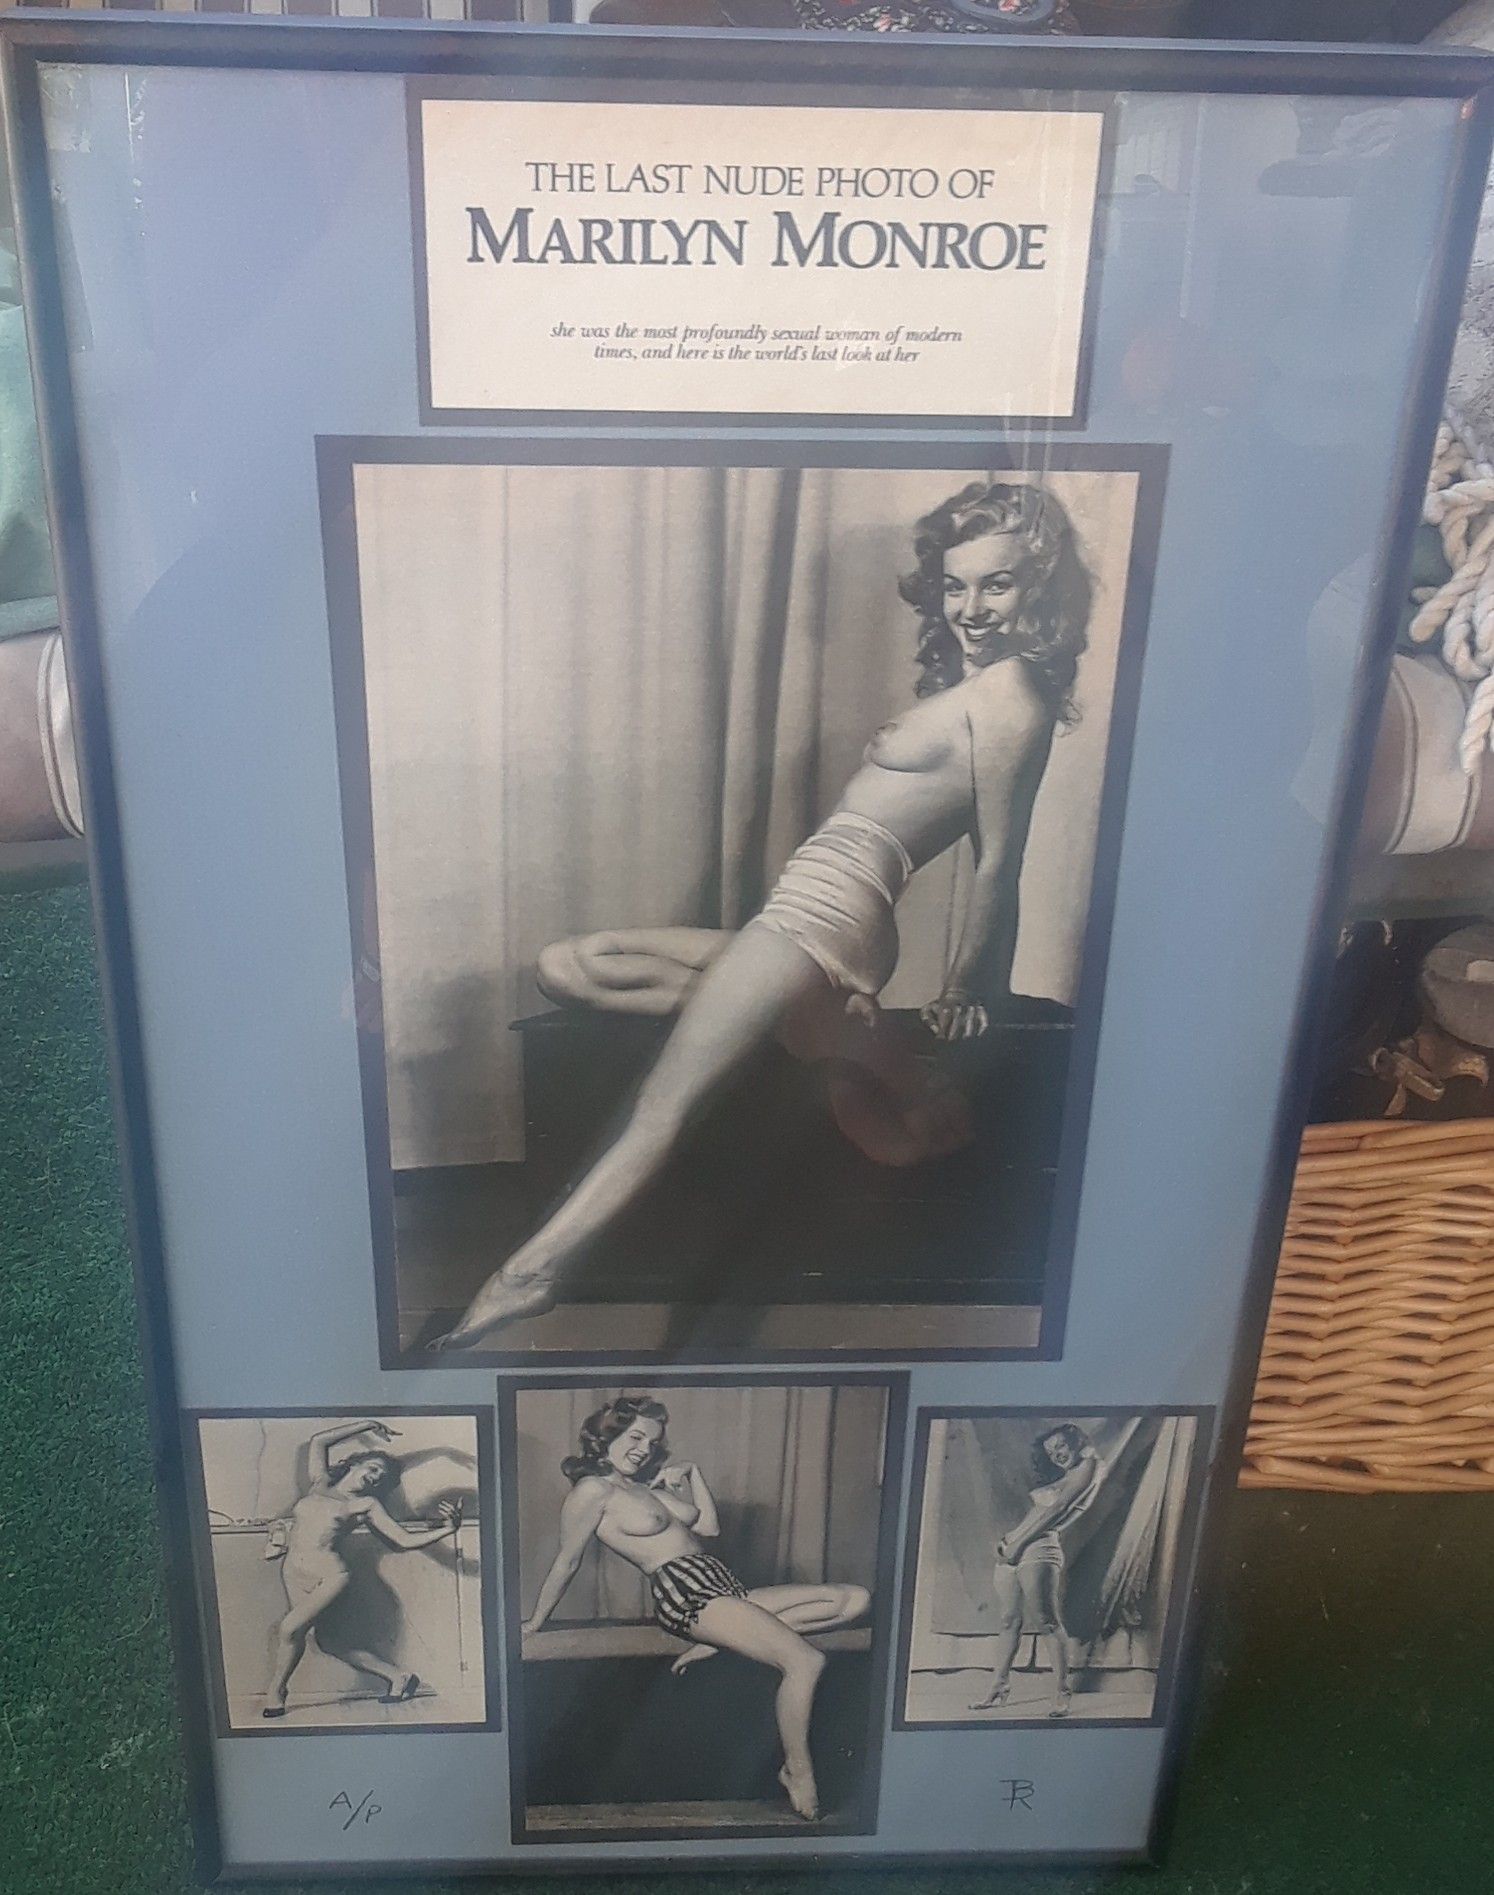 THE LAST NUDE PHOTO OF
MARILYN MONROE
she was the most profoundly sexual woman of modern
times, and here is the world's last look at her
A/P
BR